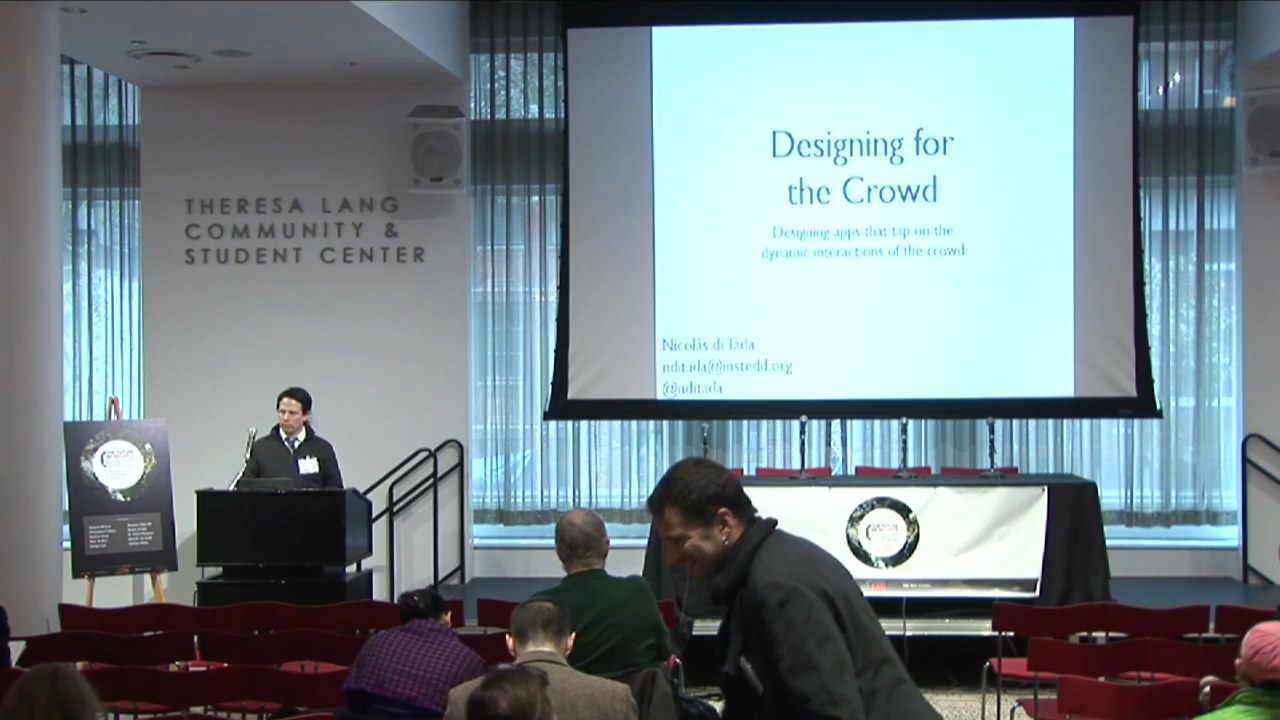 THERESA LANG
COMMUNITY &
STUDENT CENTER
Designing for
the Crowd
Designing apps that tap on the
dynamic interactions of the crowd
Nicolás di Tada
nditada@instedd.org
@nditada